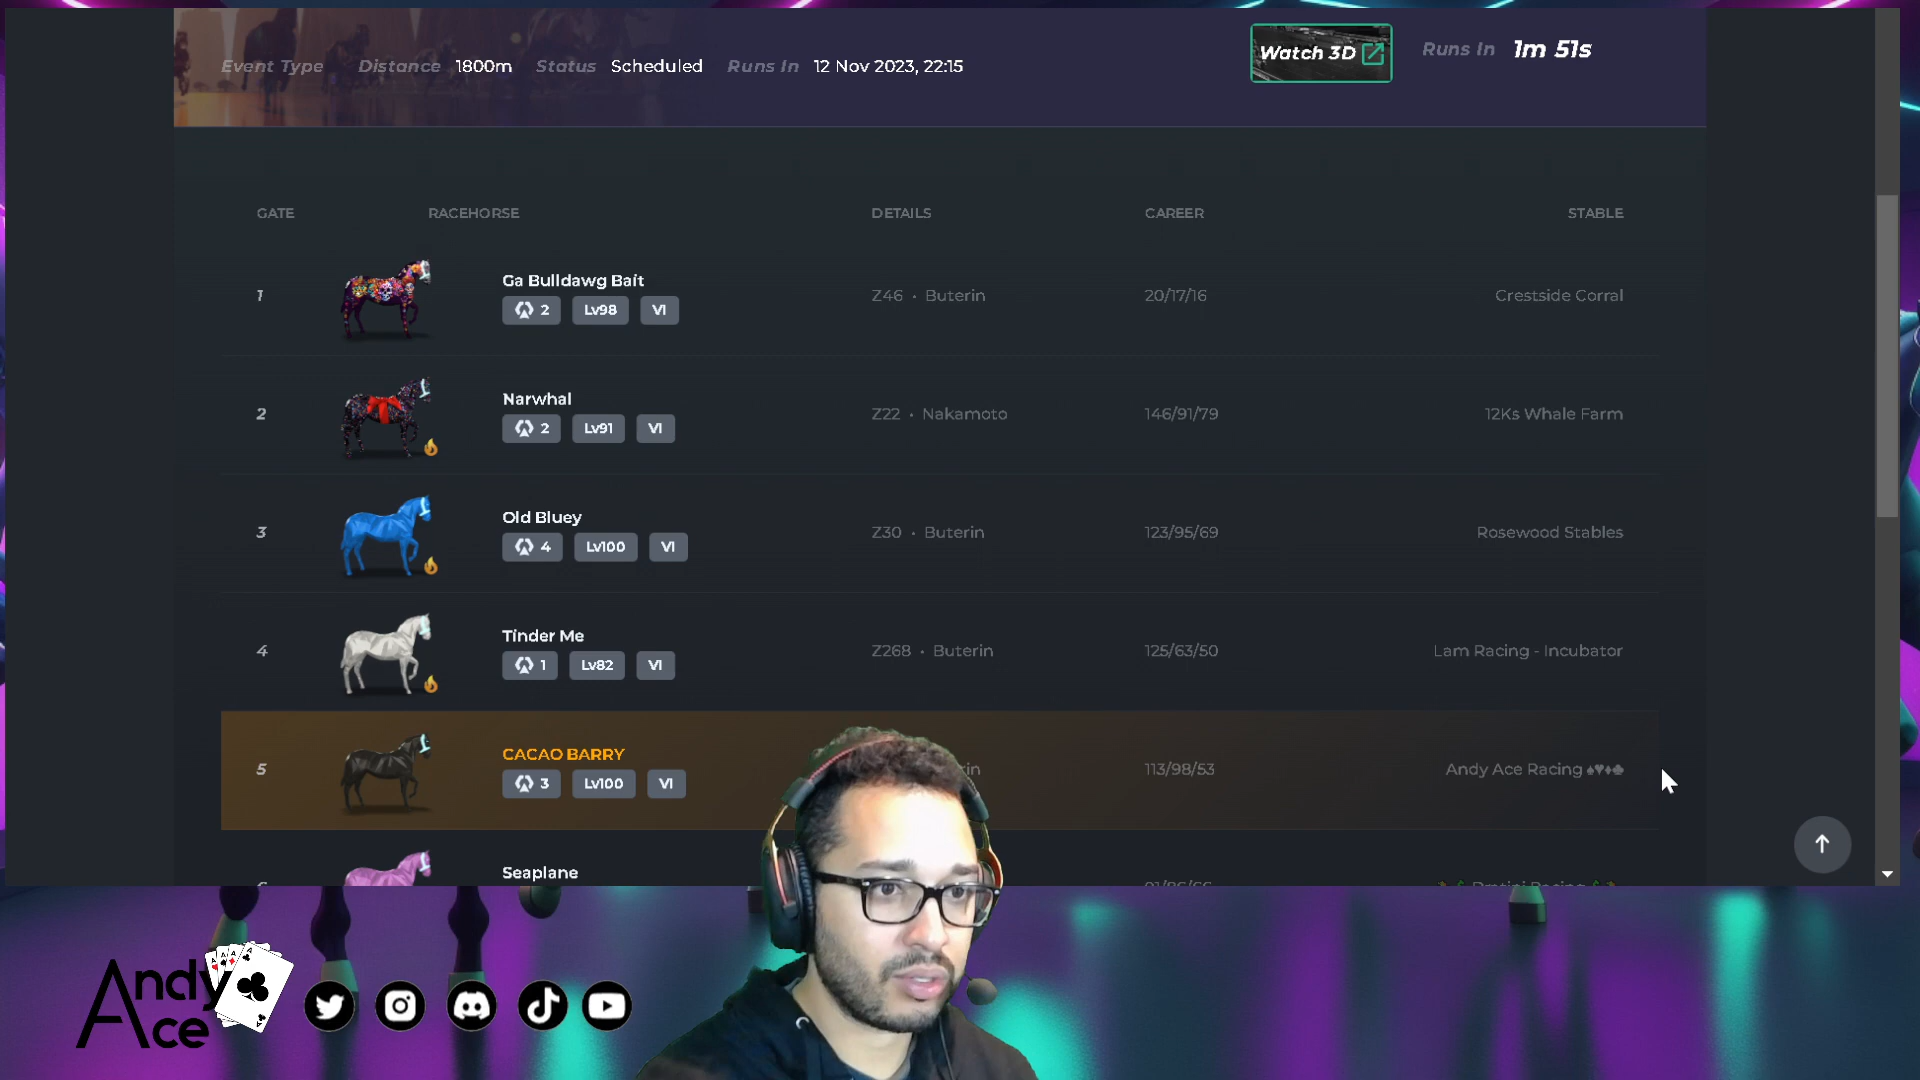 Event Type Distance 1800m Status Scheduled Runs In 12 Nov 2023, 22:15
Watch 3D Runs In 1m 51s
GATE RACEHORSE DETAILS CAREER STABLE
1 Ga Bulldawg Bait Z46 • Buterin 20/17/16 Crestside Corral
2 Lv98 VI
2 Narwhal Z22 • Nakamoto 146/91/79 12Ks Whale Farm
2 Lv91 VI
3 Old Bluey Z30 • Buterin 123/95/69 Rosewood Stables
4 Lv100 VI
4 Tinder Me Z268 • Buterin 125/63/50 Lam Racing - Incubator
1 Lv82 VI
5 CACAO BARRY in 113/98/53 Andy Ace Racing ♠♥♦♣
3 Lv100 VI
Seaplane
Andy
Ace